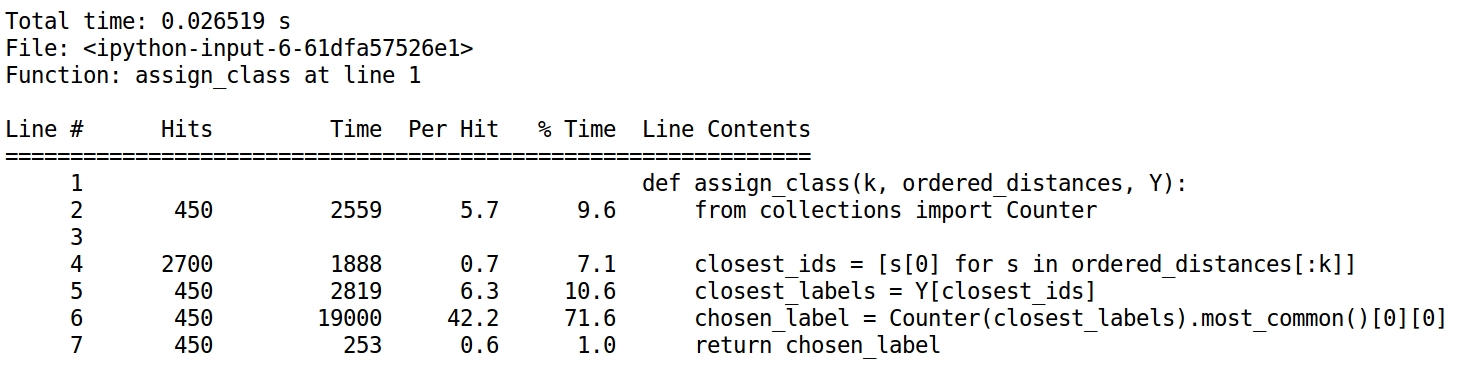 Total time: 0.026519 s
File: <ipython-input-6-61dfa57526e1>
Function: assign_class at line 1

Line #      Hits         Time  Per Hit   % Time  Line Contents
==============================================================
     1                                           def assign_class(k, ordered_distances, Y):
     2       450         2559      5.7      9.6      from collections import Counter
     3
     4      2700         1888      0.7      7.1      closest_ids = [s[0] for s in ordered_distances[:k]]
     5       450         2819      6.3     10.6      closest_labels = Y[closest_ids]
     6       450        19000     42.2     71.6      chosen_label = Counter(closest_labels).most_common()[0][0]
     7       450          253      0.6      1.0      return chosen_label